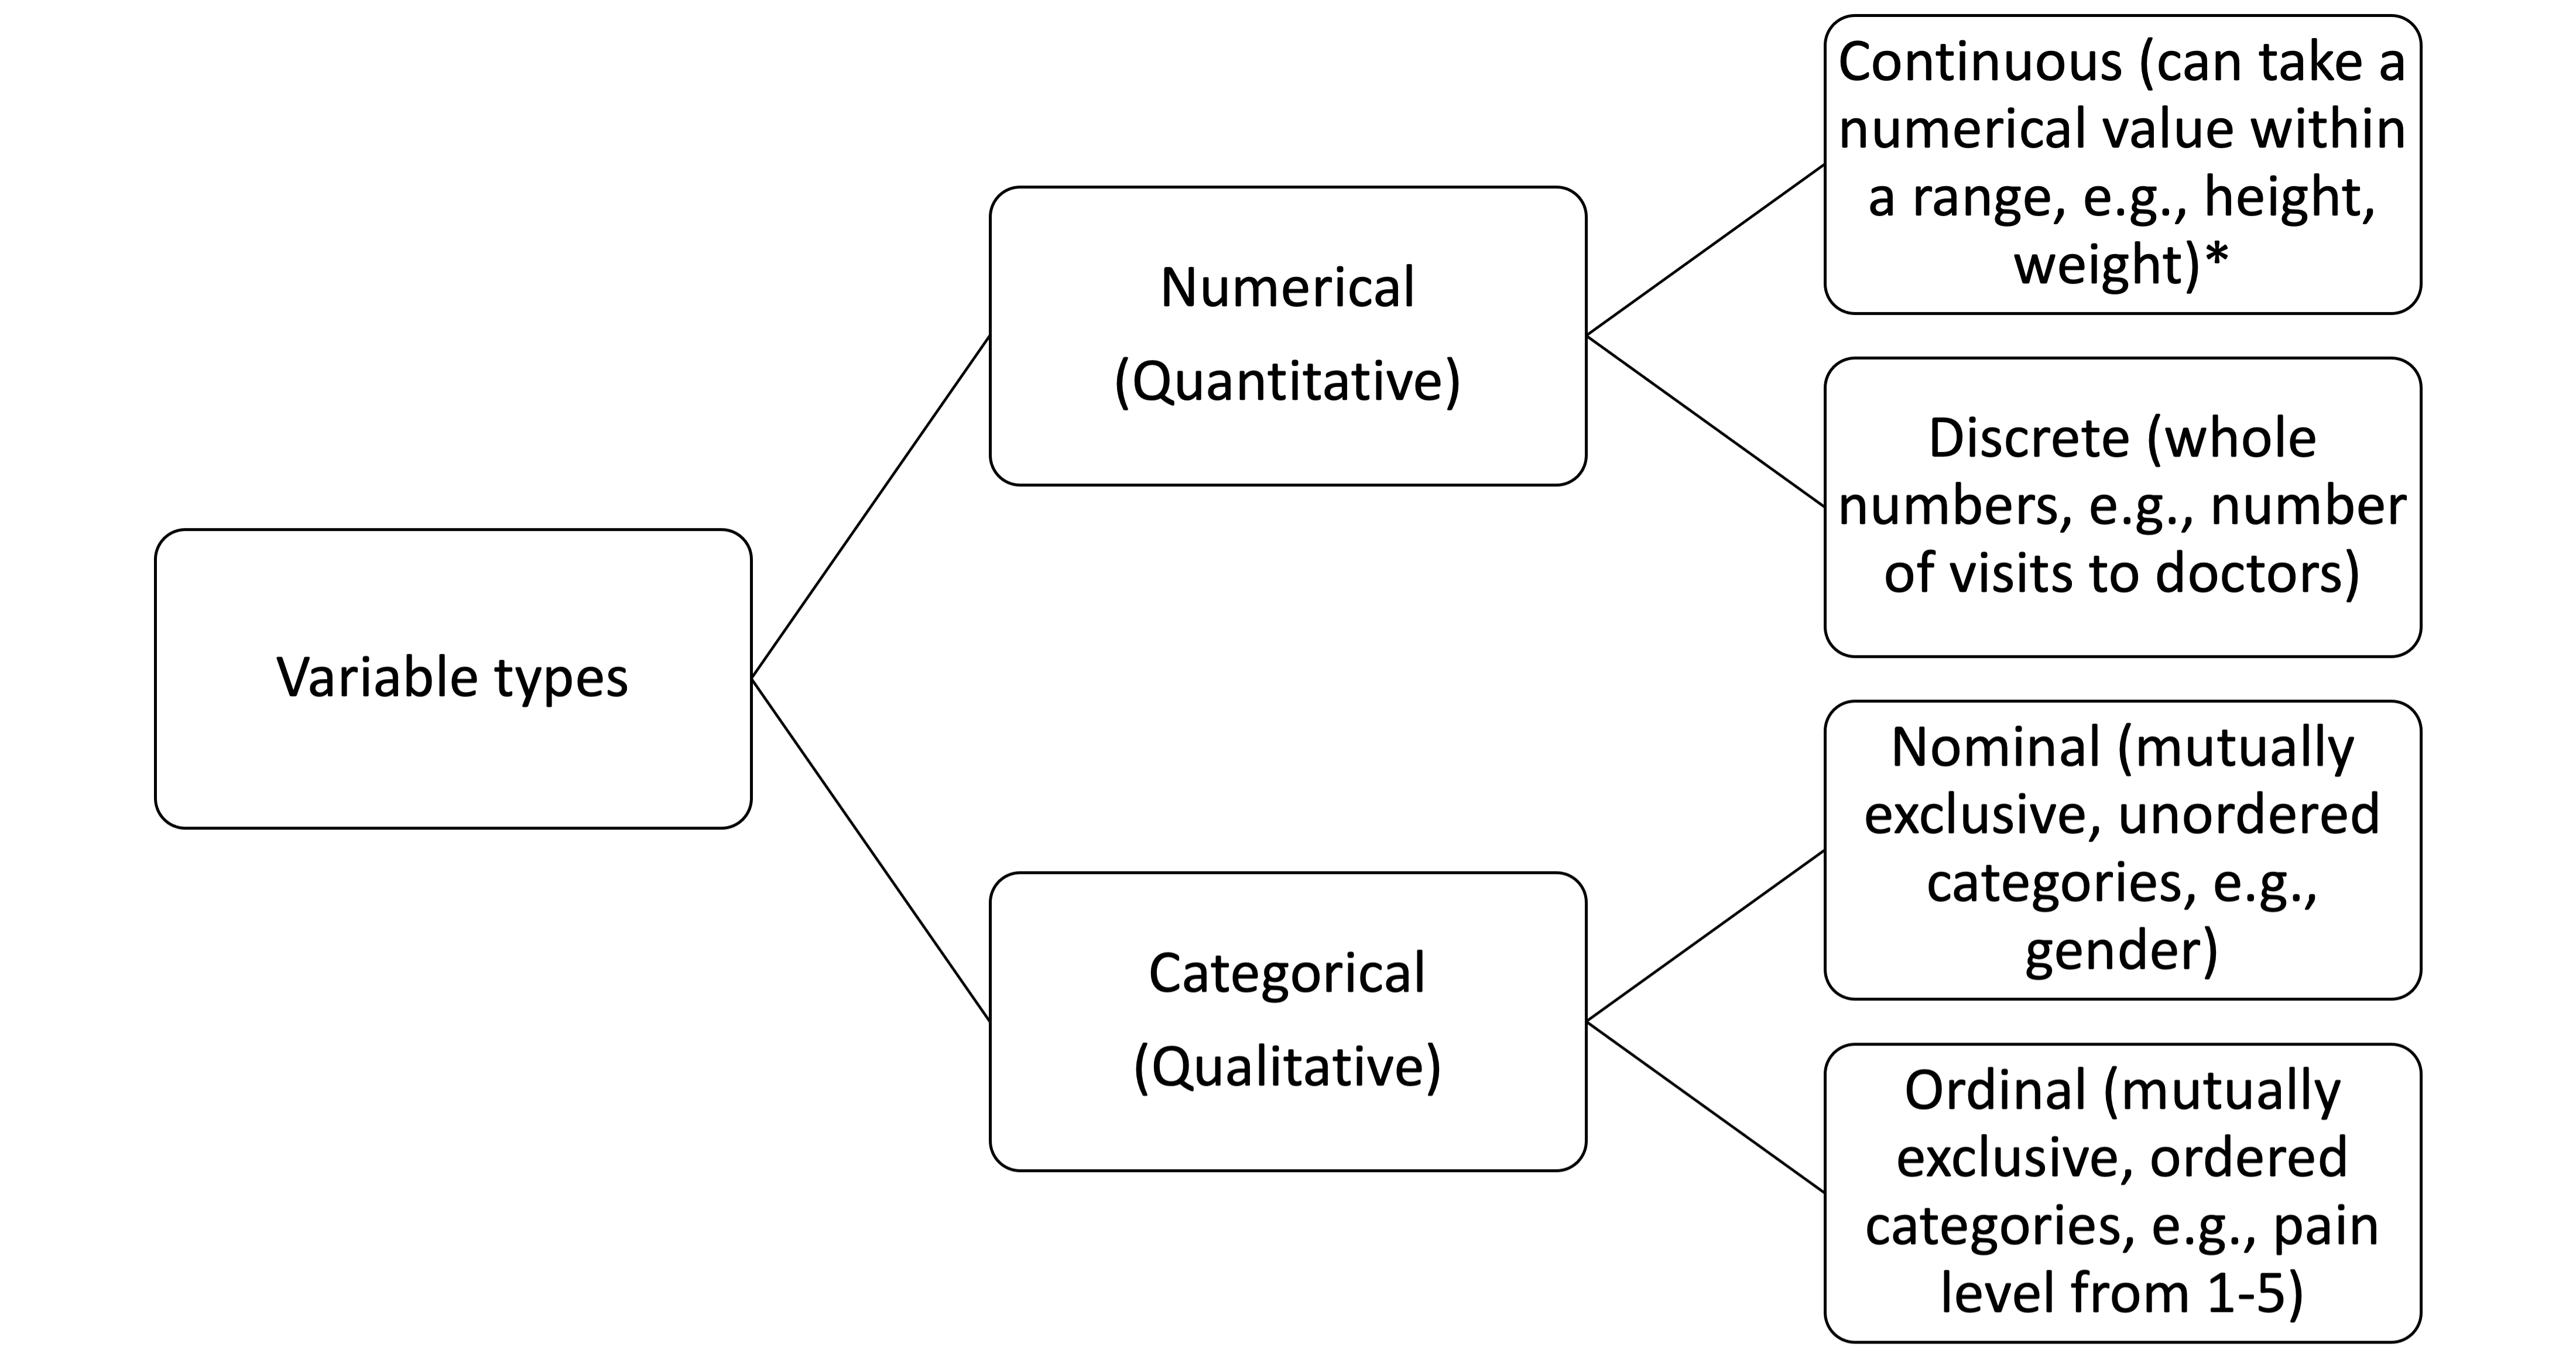 Variable types
Numerical
(Quantitative)
Categorical
(Qualitative)
Continuous (can take a
numerical value within
a range, e.g., height,
weight)*
Discrete (whole
numbers, e.g., number
of visits to doctors)
Nominal (mutually
exclusive, unordered
categories, e.g.,
gender)
Ordinal (mutually
exclusive, ordered
categories, e.g., pain
level from 1-5)